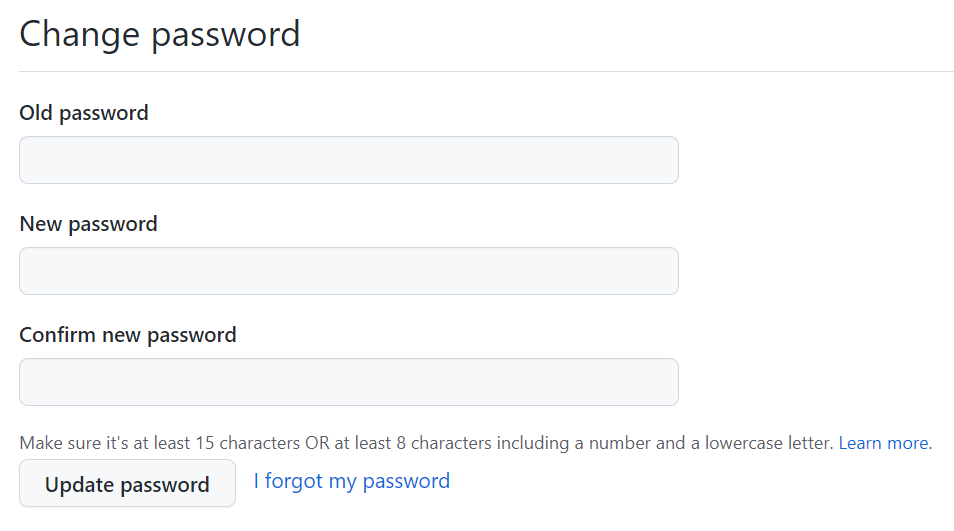 Change password
Old password
New password
Confirm new password
Make sure it's at least 15 characters OR at least 8 characters including a number and a lowercase letter. Learn more.
Update password I forgot my password